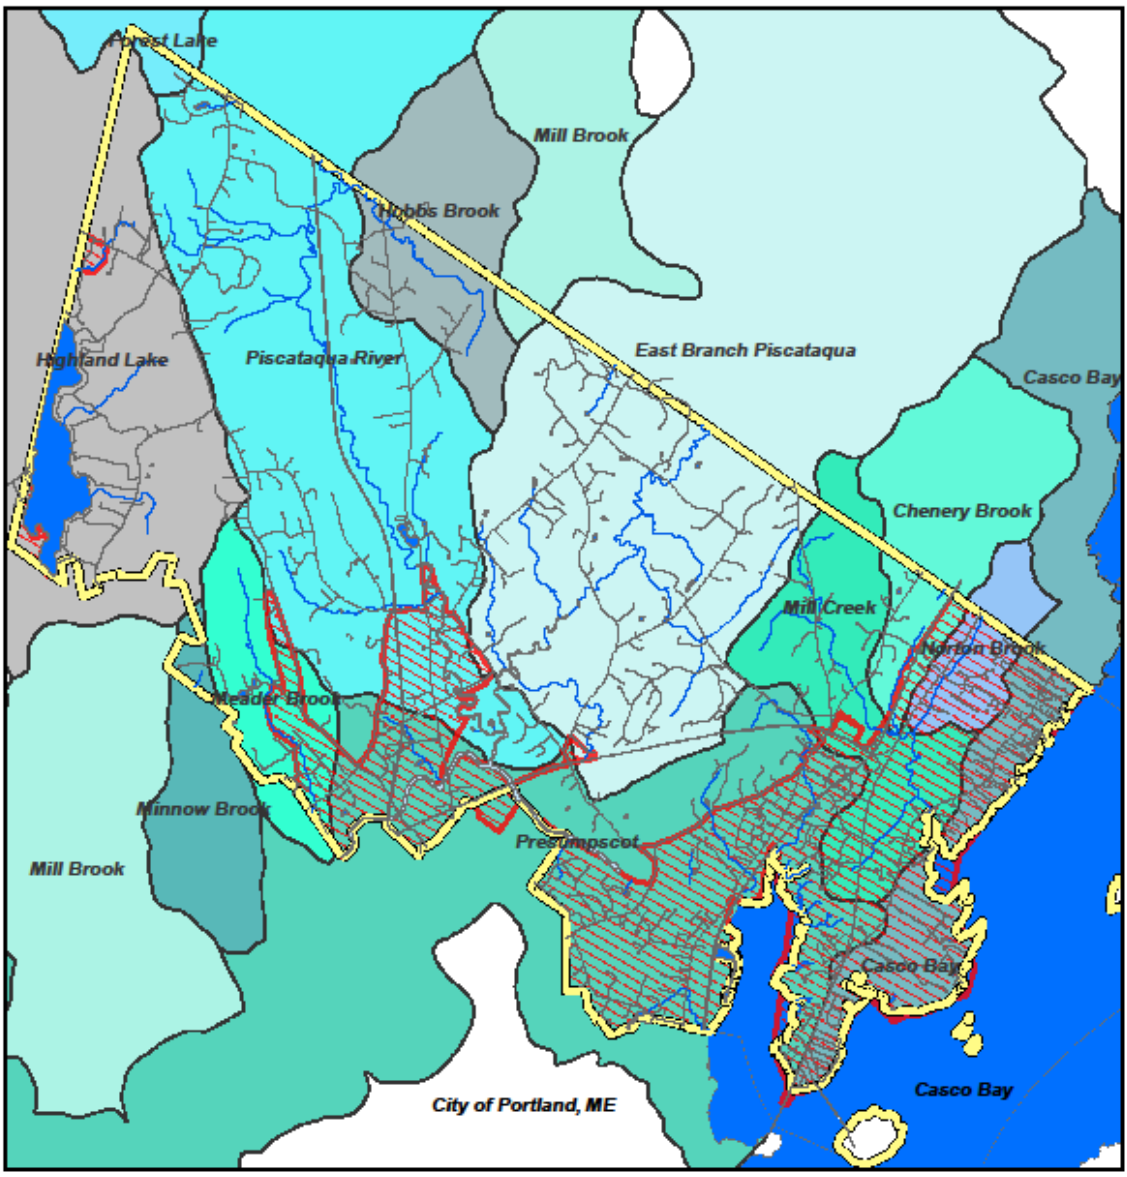 Forest Lake
Mill Brook
Hobbs Brook
Highland Lake
Piscataqua River
East Branch Piscataqua
Casco Bay
Chenery Brook
Mill Creek
Norton Brook
Meader Brook
Minnow Brook
Mill Brook
Presumpscot
Casco Bay
City of Portland, ME
Casco Bay